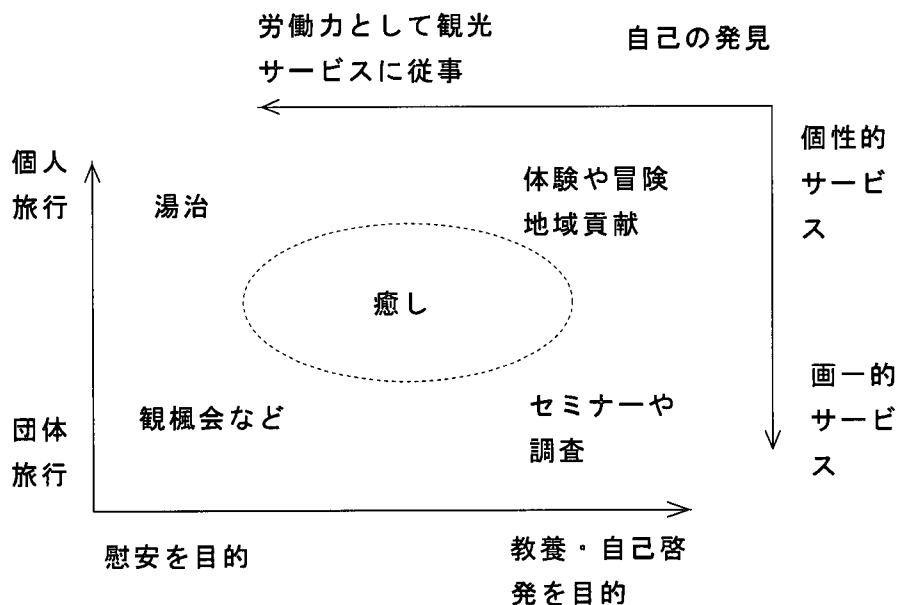 労働力として観光
サービスに従事
自己の発見
個人
旅行
湯治
体験や冒険
地域貢献
個性的
サービ
ス
癒し
団体
旅行
観楓会など
セミナーや
調査
画一的
サービ
ス
慰安を目的
教養・自己啓
発を目的